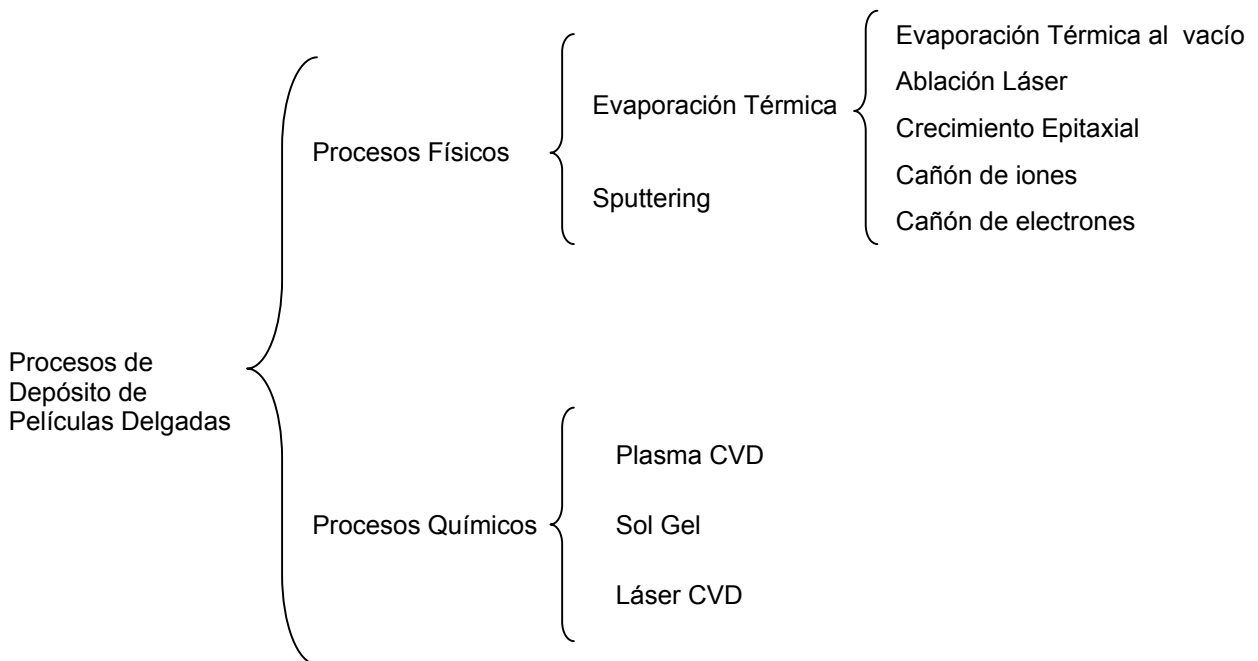 Procesos de
Depósito de
Películas Delgadas
Procesos Físicos
Evaporación Térmica
Evaporación Térmica al  vacío
Ablación Láser
Crecimiento Epitaxial
Cañón de iones
Cañón de electrones
Sputtering
Procesos Químicos
Plasma CVD
Sol Gel
Láser CVD